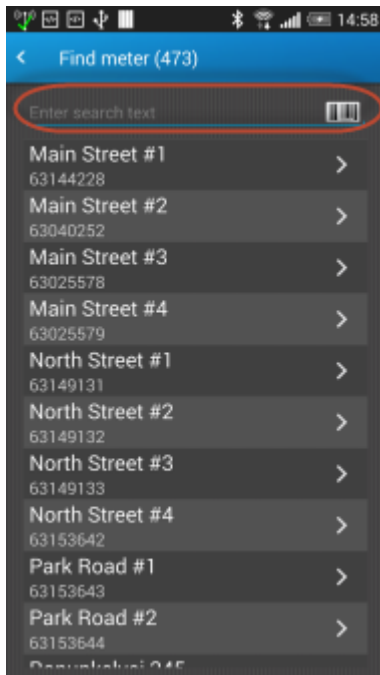 14:58
Find meter (473)
Enter search text
Main Street #1
63144228
Main Street #2
63040252
Main Street #3
63025578
Main Street #4
63025579
North Street #1
63149131
North Street #2
63149132
North Street #3
63149133
North Street #4
63153642
Park Road #1
63153643
Park Road #2
63153644